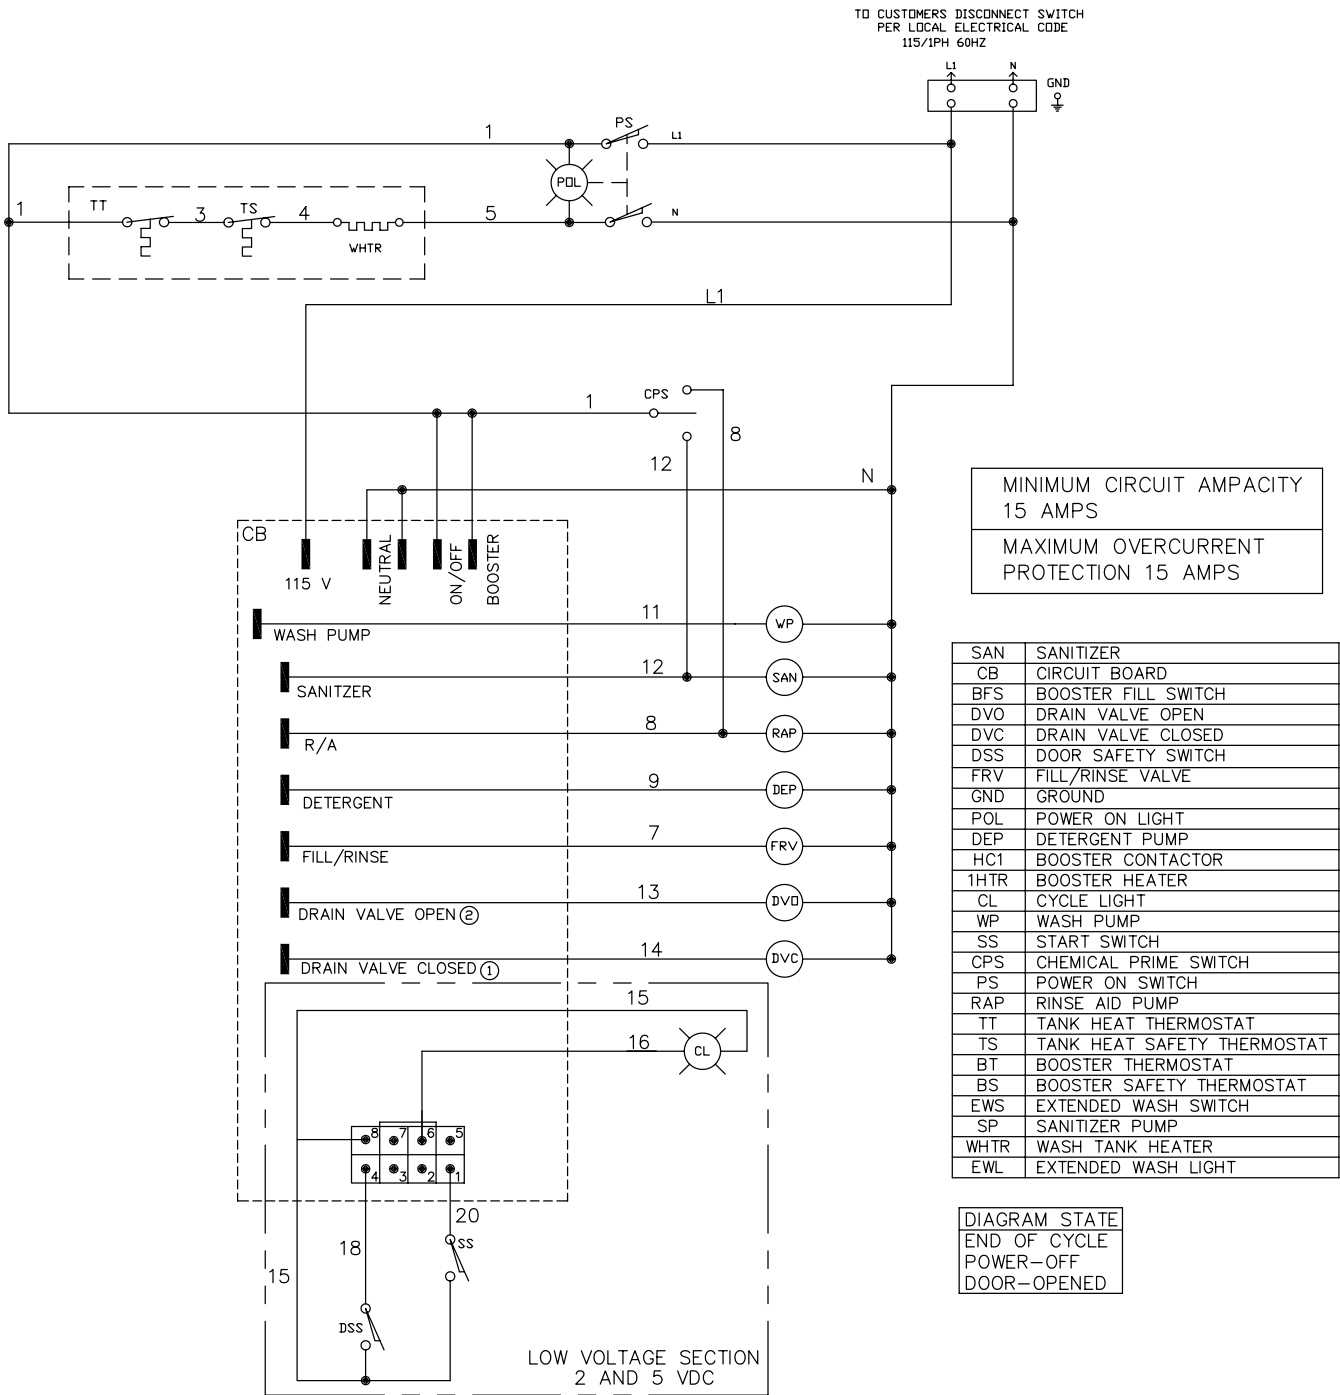 TO CUSTOMERS DISCONNECT SWITCH
PER LOCAL ELECTRICAL CODE
115/1PH 60HZ
L1
N
GND
1
PS
L1
POL
1
TT
3
TS
4
WHTR
5
N
L1
1
CPS
8
12
N
MINIMUM CIRCUIT AMPACITY
15 AMPS
MAXIMUM OVERCURRENT
PROTECTION 15 AMPS
CB
115 V
NEUTRAL
ON/OFF
BOOSTER
WASH PUMP
11
WP
SANITZER
12
SAN
R/A
8
RAP
DETERGENT
9
DEP
FILL/RINSE
7
FRV
DRAIN VALVE OPEN ②
13
DVO
DRAIN VALVE CLOSED ①
14
DVC
15
16
CL
8
7
6
5
4
3
2
1
20
SS
18
15
DSS
LOW VOLTAGE SECTION
2 AND 5 VDC
SAN SANITIZER
CB CIRCUIT BOARD
BFS BOOSTER FILL SWITCH
DVO DRAIN VALVE OPEN
DVC DRAIN VALVE CLOSED
DSS DOOR SAFETY SWITCH
FRV FILL/RINSE VALVE
GND GROUND
POL POWER ON LIGHT
DEP DETERGENT PUMP
HC1 BOOSTER CONTACTOR
1HTR BOOSTER HEATER
CL CYCLE LIGHT
WP WASH PUMP
SS START SWITCH
CPS CHEMICAL PRIME SWITCH
PS POWER ON SWITCH
RAP RINSE AID PUMP
TT TANK HEAT THERMOSTAT
TS TANK HEAT SAFETY THERMOSTAT
BT BOOSTER THERMOSTAT
BS BOOSTER SAFETY THERMOSTAT
EWS EXTENDED WASH SWITCH
SP SANITIZER PUMP
WHTR WASH TANK HEATER
EWL EXTENDED WASH LIGHT
DIAGRAM STATE
END OF CYCLE
POWER-OFF
DOOR-OPENED